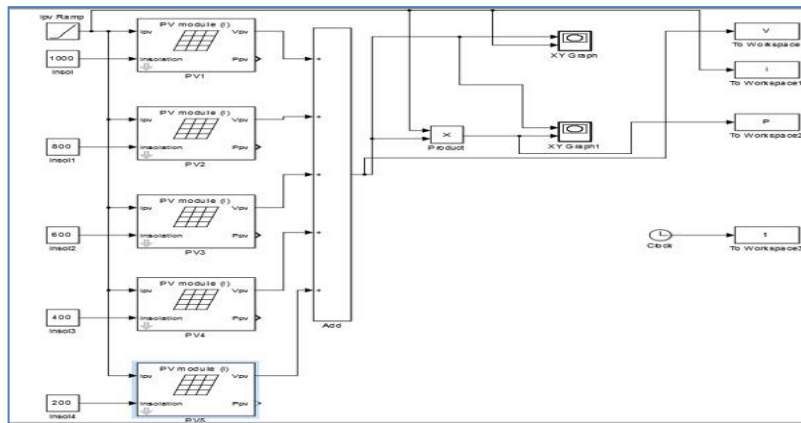 Ipv Ramp
1000
Insol
PV module (I)
Ipv
Vpv
Insolation
Ppv
PV1
800
Insol1
PV module (I)
Ipv
Vpv
Insolation
Ppv
PV2
600
Insol2
PV module (I)
Ipv
Vpv
Insolation
Ppv
PV3
400
Insol3
PV module (I)
Ipv
Vpv
Insolation
Ppv
PV4
200
Insol4
PV module (I)
Ipv
Vpv
Insolation
Ppv
PV5
+
+
+
+
+
Add
X
Product
XY Graph
XY Graph1
V
To Workspace
I
To Workspace1
P
To Workspace2
Clock
t
To Workspace3